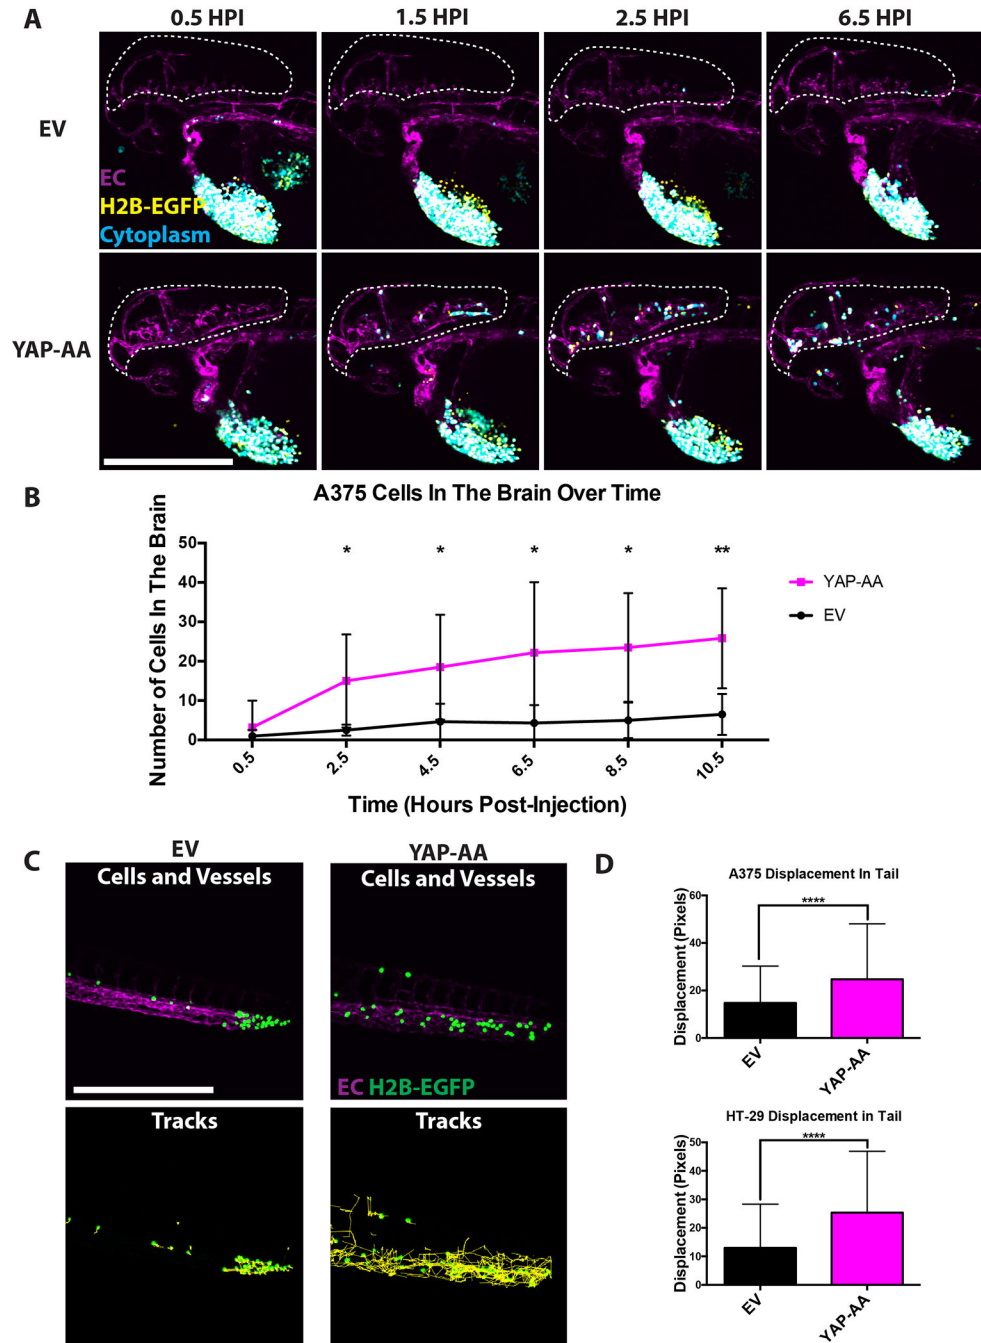 A
0.5 HPI 1.5 HPI 2.5 HPI 6.5 HPI
EV
EC
H2B-EGFP
Cytoplasm
YAP-AA
B
A375 Cells In The Brain Over Time
Number of Cells In The Brain
50
40
30
20
10
0
* * * * **
YAP-AA
EV
0.5 2.5 4.5 6.5 8.5 10.5
Time (Hours Post-Injection)
C
EV
Cells and Vessels
YAP-AA
Cells and Vessels
EC H2B-EGFP
Tracks
Tracks
D
A375 Displacement In Tail
Displacement (Pixels)
60
40
20
0
****
EV YAP-AA
HT-29 Displacement in Tail
Displacement (Pixels)
50
40
30
20
10
0
****
EV YAP-AA